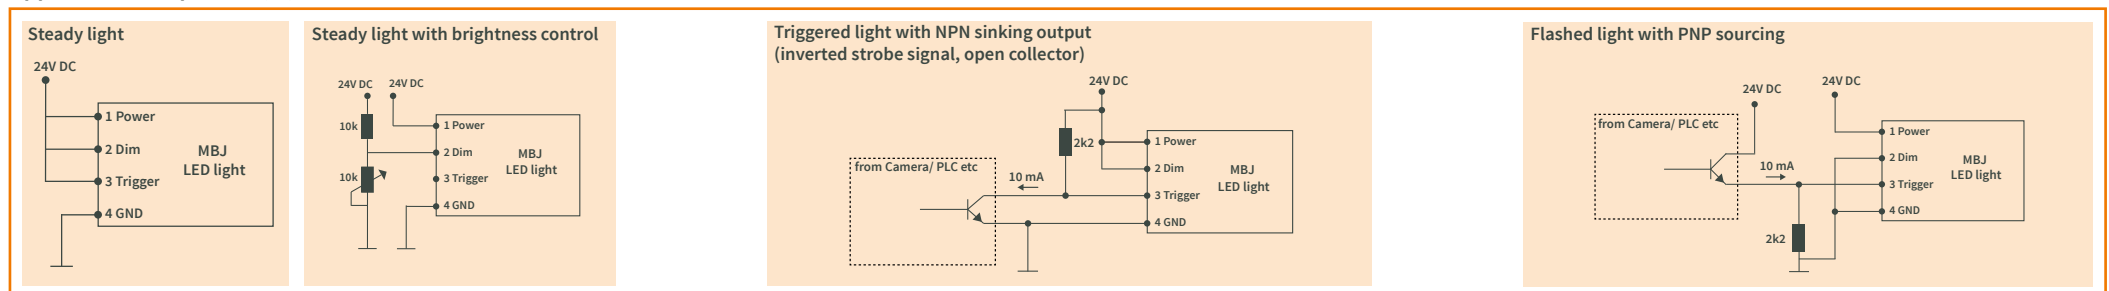 Steady light
24V DC
1 Power
2 Dim
3 Trigger
4 GND
MBJ
LED light
Steady light with brightness control
24V DC
24V DC
10k
10k
1 Power
2 Dim
3 Trigger
4 GND
MBJ
LED light
Triggered light with NPN sinking output
(inverted strobe signal, open collector)
24V DC
2k2
from Camera/ PLC etc
10 mA
1 Power
2 Dim
3 Trigger
4 GND
MBJ
LED light
Flashed light with PNP sourcing
24V DC
24V DC
from Camera/ PLC etc
10 mA
2k2
1 Power
2 Dim
3 Trigger
4 GND
MBJ
LED light